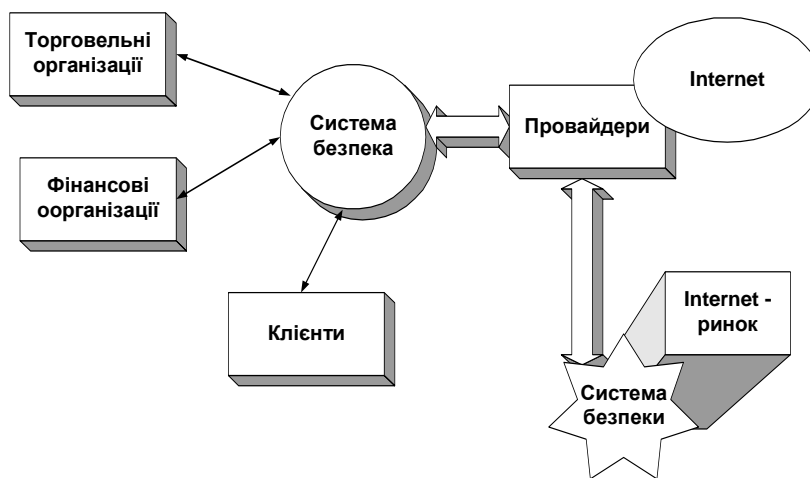 Торговельні
організації
Internet
Система
безпека
Провайдери
Фінансові
оорганізації
Internet -
ринок
Клієнти
Система
безпеки